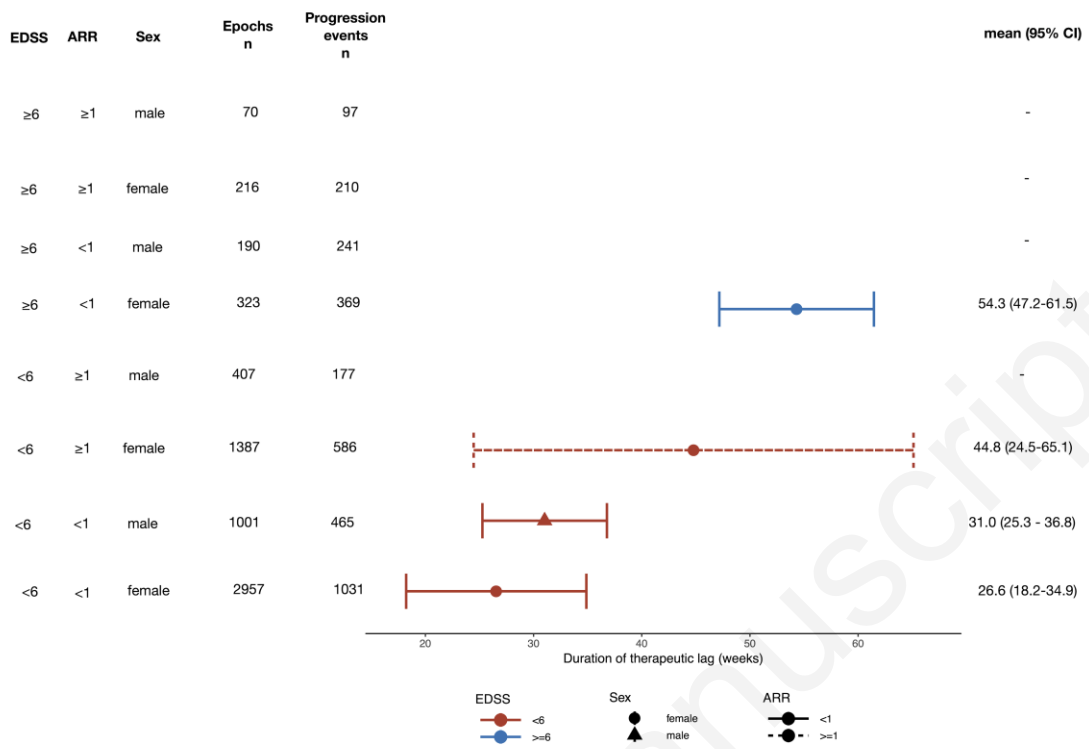 EDSS ARR Sex Epochs n Progression events n mean (95% CI)
≥6 ≥1 male 70 97 -
≥6 ≥1 female 216 210 -
≥6 <1 male 190 241 -
≥6 <1 female 323 369 54.3 (47.2-61.5)
<6 ≥1 male 407 177 -
<6 ≥1 female 1387 586 44.8 (24.5-65.1)
<6 <1 male 1001 465 31.0 (25.3 - 36.8)
<6 <1 female 2957 1031 26.6 (18.2-34.9)
20 30 40 50 60
Duration of therapeutic lag (weeks)
EDSS Sex ARR
<6 female <1
>=6 male >=1